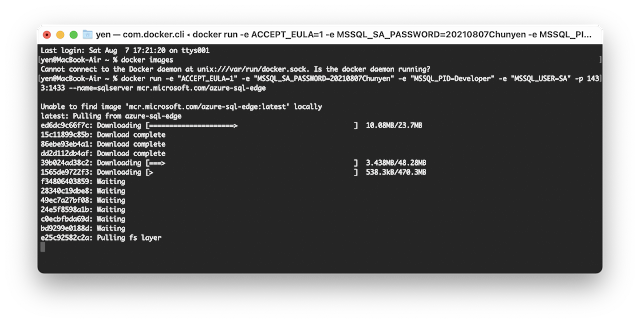 yen — com.docker.cli • docker run -e ACCEPT_EULA=1 -e MSSQL_SA_PASSWORD=20210807Chunyen -e MSSQL_PI...
Last login: Sat Aug  7 17:21:20 on ttys001
[yen@MacBook-Air ~ % docker images ]
Cannot connect to the Docker daemon at unix:///var/run/docker.sock. Is the docker daemon running?
[yen@MacBook-Air ~ % docker run -e "ACCEPT_EULA=1" -e "MSSQL_SA_PASSWORD=20210807Chunyen" -e "MSSQL_PID=Developer" -e "MSSQL_USER=SA" -p 143
3:1433 --name=sqlserver mcr.microsoft.com/azure-sql-edge
Unable to find image 'mcr.microsoft.com/azure-sql-edge:latest' locally
latest: Pulling from azure-sql-edge
ed6dc9c66f7c: Downloading [=====================>                             ]  10.08MB/23.7MB
15c11899c85b: Download complete
86ebe93eb4a1: Download complete
dd2d112db4af: Download complete
39b024ad38c2: Downloading [===>                                               ]  3.438MB/48.28MB
1565de9722f3: Downloading [>                                                  ]  538.3kB/470.3MB
f34806403859: Waiting
28340c19dbe8: Waiting
49ec7a27bf08: Waiting
24e5f8598a1b: Waiting
c0ecbfbda69d: Waiting
bd9299e0188d: Waiting
e25c92582c2a: Pulling fs layer